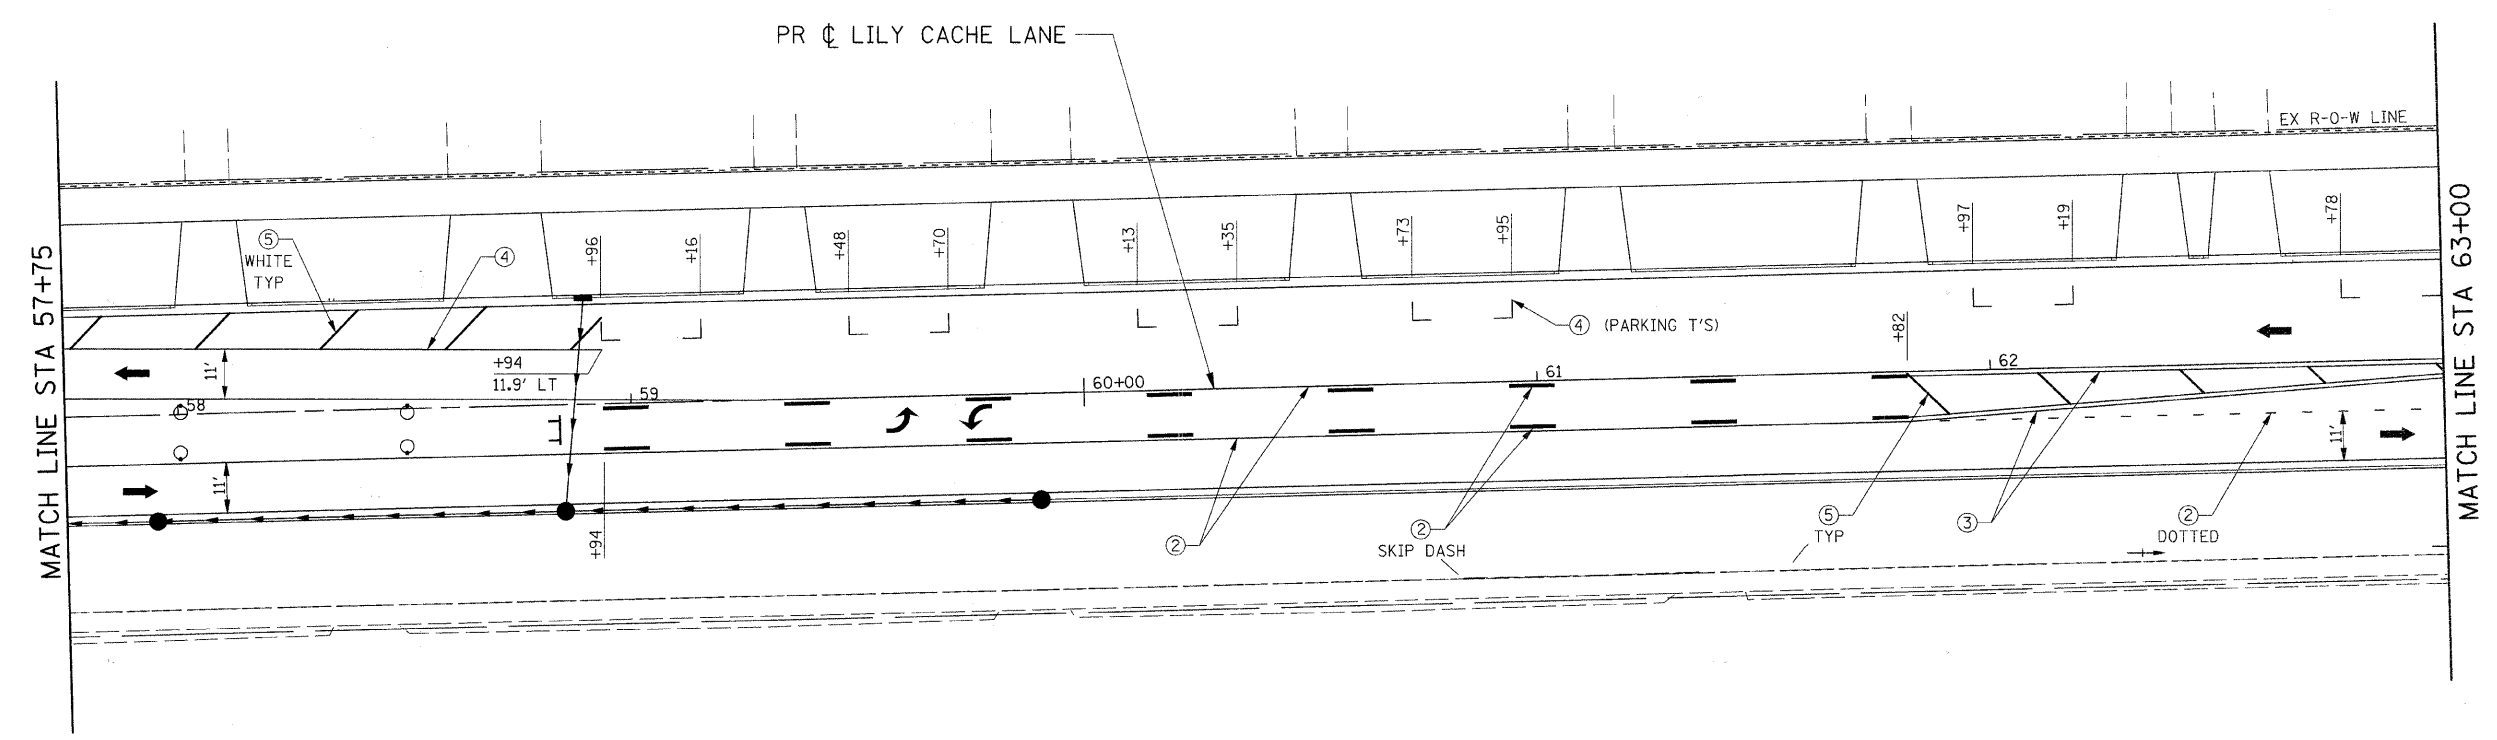 PR ℄ LILY CACHE LANE
EX R-O-W LINE
MATCH LINE STA 57+75
MATCH LINE STA 63+00
5
WHITE
TYP
4
+96
+16
+48
+70
+13
+35
+73
+95
+97
+19
+78
4 (PARKING T'S)
+82
11'
+94
11.9' LT
58
59
60+00
61
62
11'
11'
+94
2
2
SKIP DASH
5
TYP
3
2
DOTTED